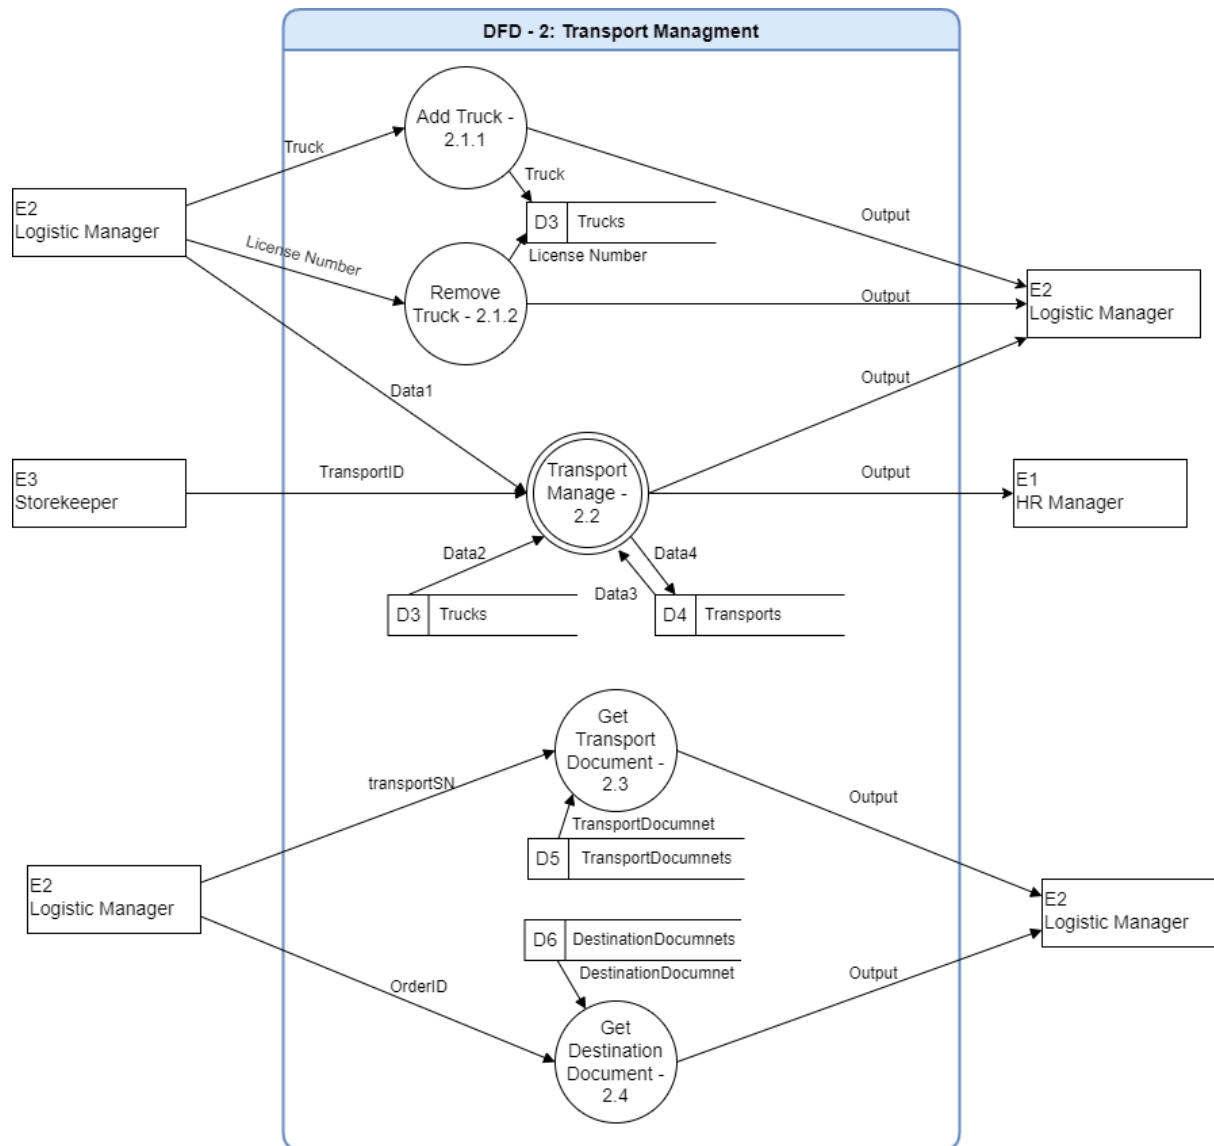 DFD - 2: Transport Managment
Add Truck -
2.1.1
Truck
Truck
E2
Logistic Manager
D3
Trucks
Output
License Number
License Number
Remove
Truck - 2.1.2
Output
E2
Logistic Manager
Data1
Output
E3
Storekeeper
TransportID
Transport
Manage -
2.2
Output
E1
HR Manager
Data2
Data4
Data3
D3
Trucks
D4
Transports
Get
Transport
Document -
2.3
transportSN
Output
TransportDocumnet
D5
TransportDocumnets
E2
Logistic Manager
E2
Logistic Manager
D6
DestinationDocumnets
DestinationDocumnet
OrderID
Output
Get
Destination
Document -
2.4